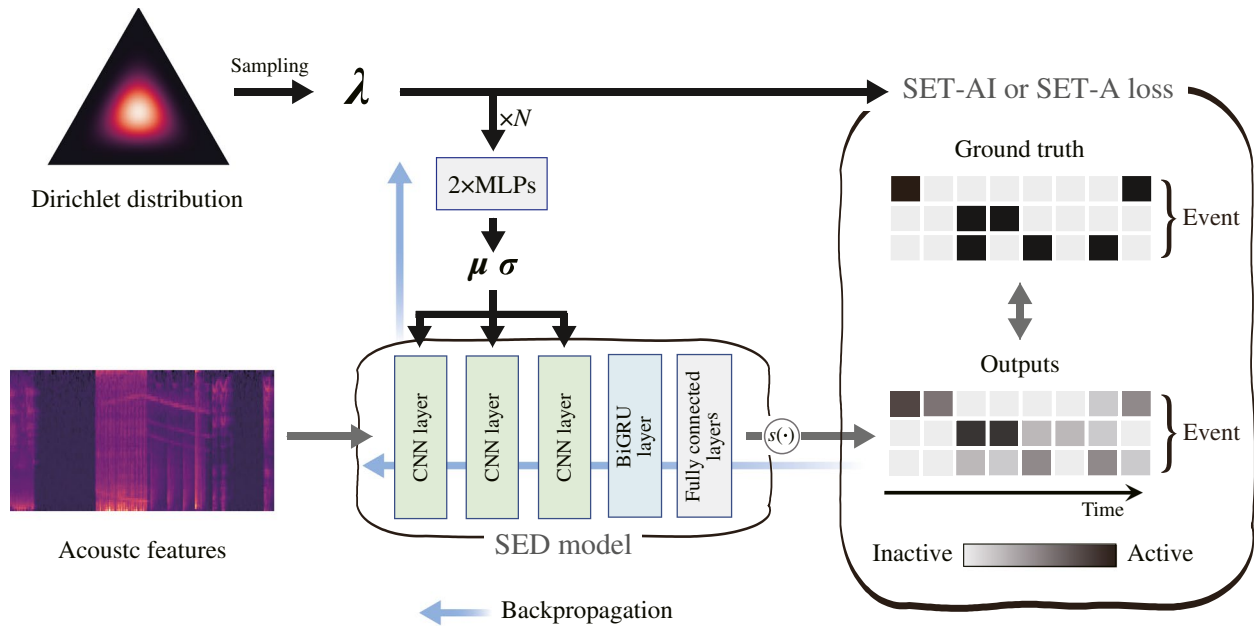 Sampling
λ
SET-AI or SET-A loss
×N
Ground truth
2×MLPs
Dirichlet distribution
Event
μ σ
Outputs
CNN layer
CNN layer
CNN layer
BiGRU
layer
Fully connected
layers
s(·)
Event
Time
Acoustc features
SED model
Inactive
Active
Backpropagation